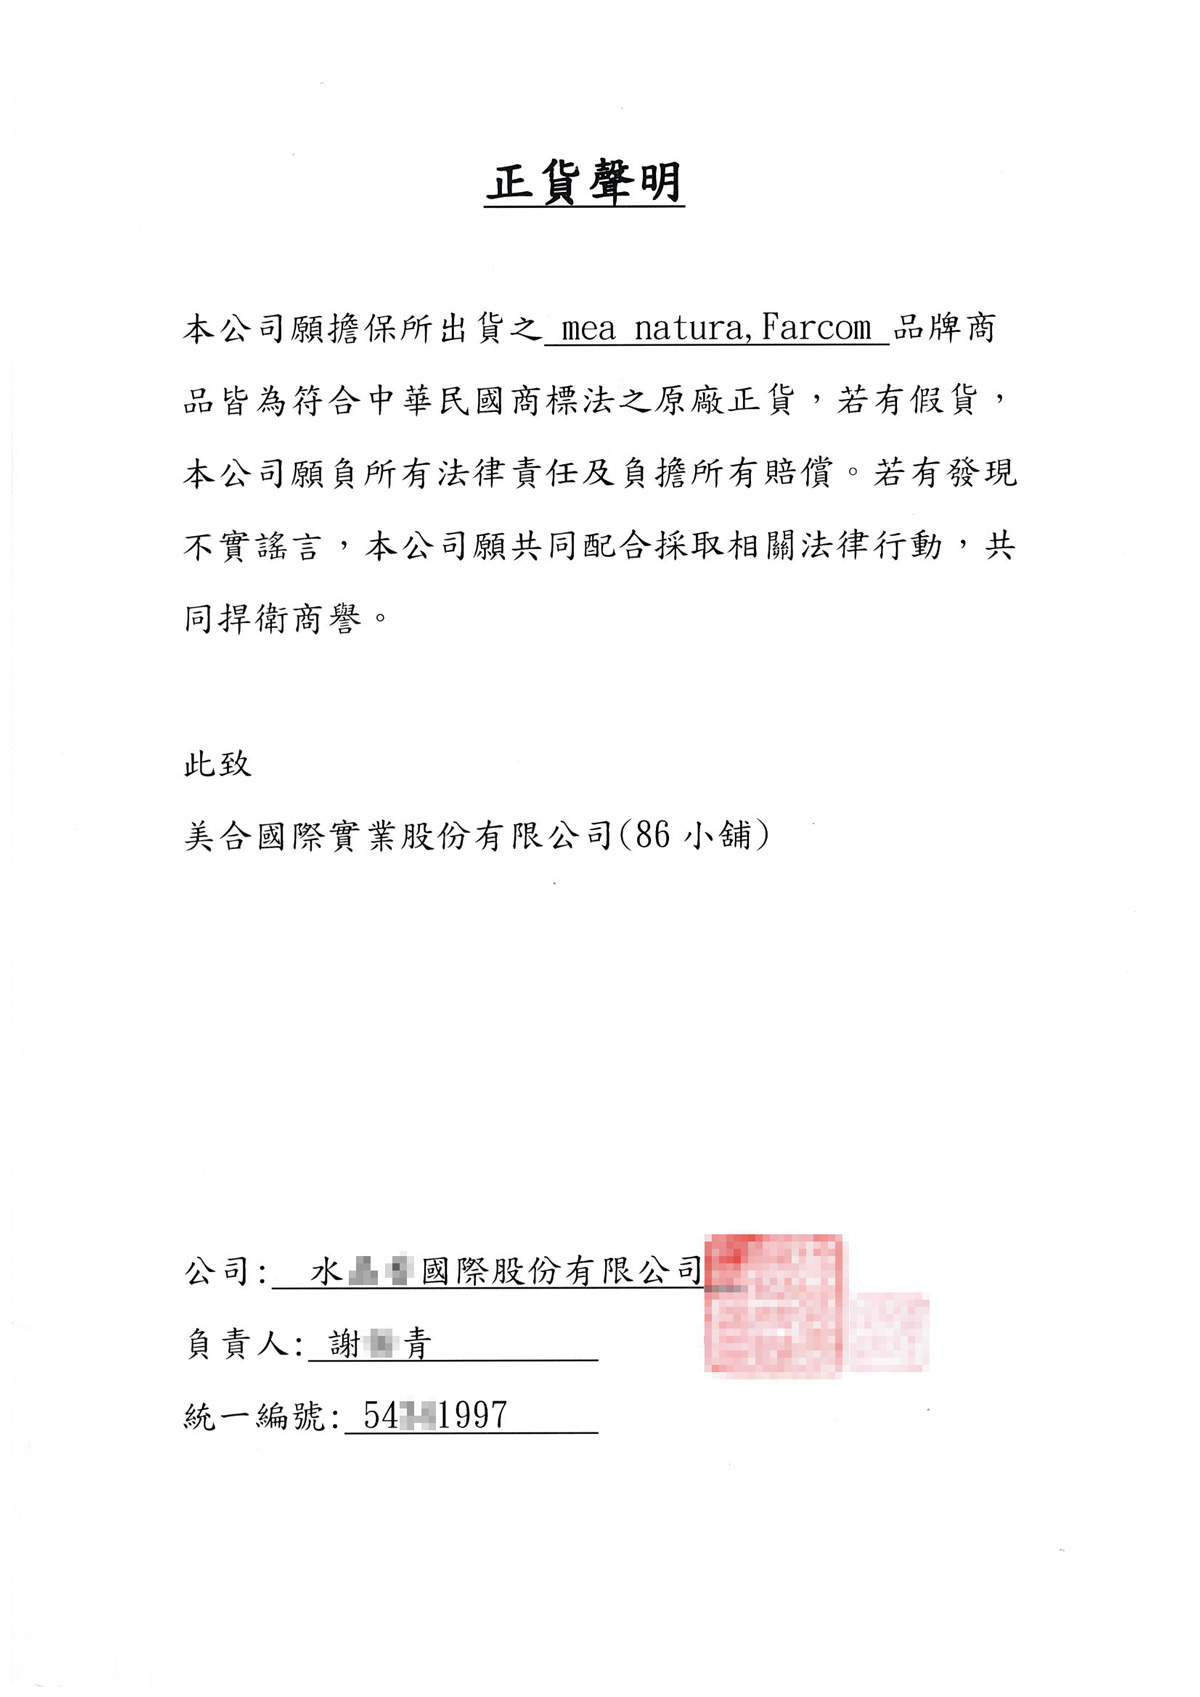 正貨聲明
本公司願擔保所出貨之 mea natura,Farcom 品牌商
品皆為符合中華民國商標法之原廠正貨，若有假貨，
本公司願負所有法律責任及負擔所有賠償。若有發現
不實謠言，本公司願共同配合採取相關法律行動，共
同捍衛商譽。
此致
美合國際實業股份有限公司(86 小舖)
公司: 水 國際股份有限公司
負責人: 謝 青
統一編號: 54 1997